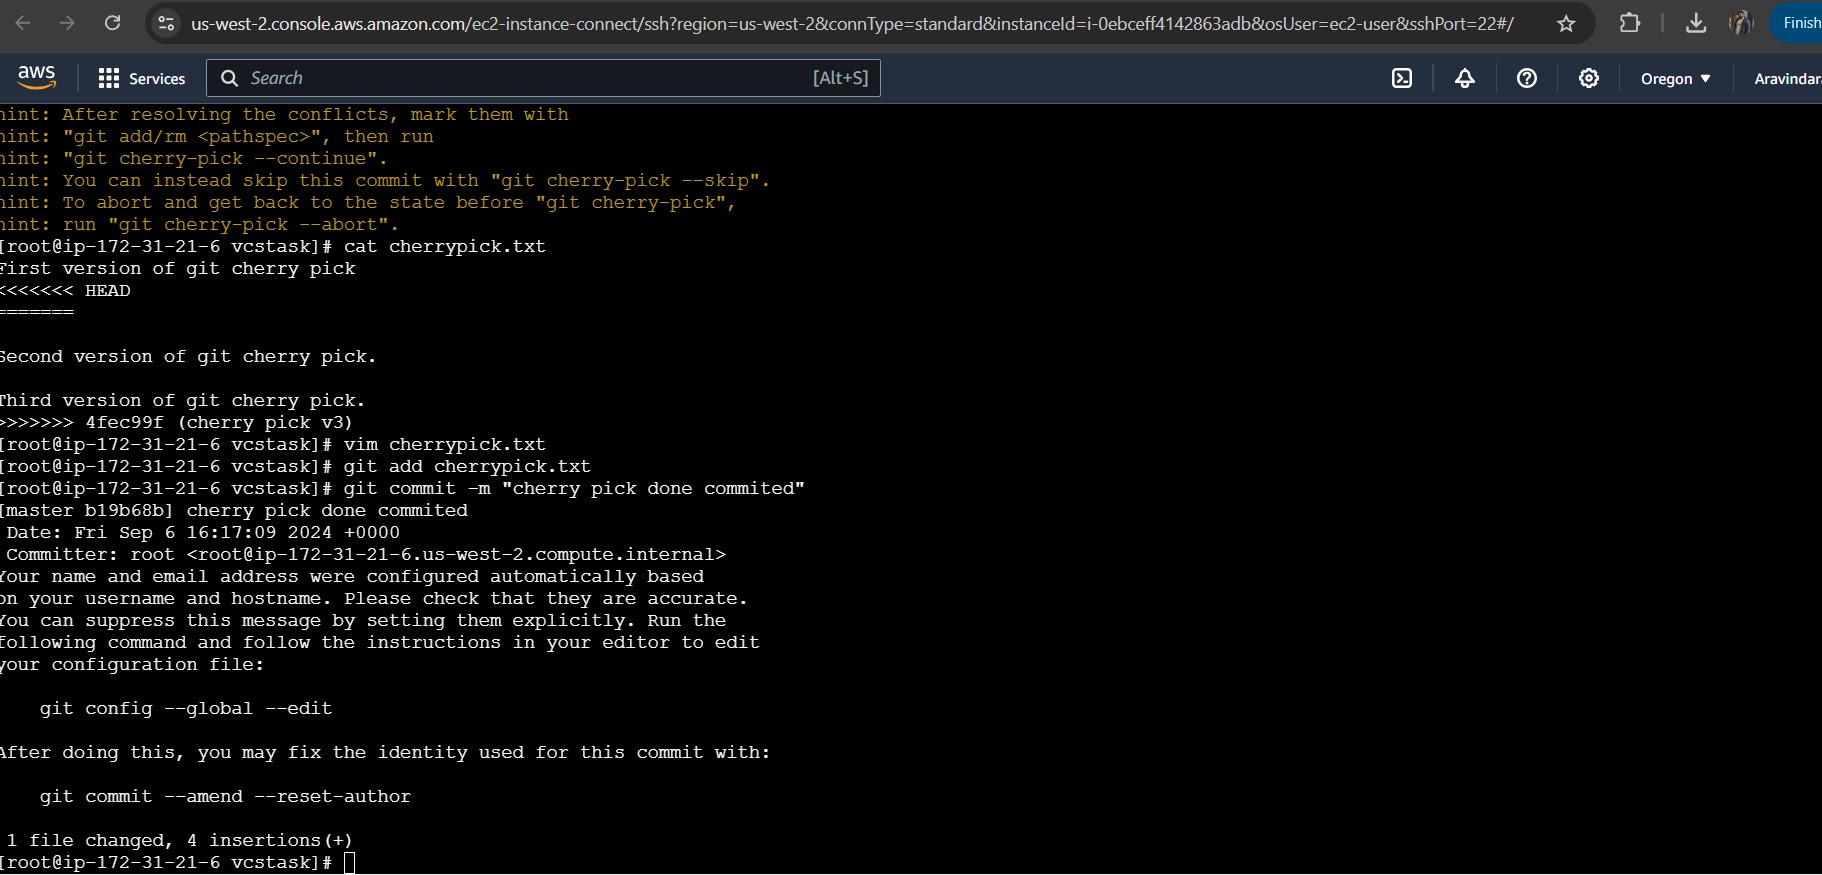 us-west-2.console.aws.amazon.com/ec2-instance-connect/ssh?region=us-west-2&connType=standard&instanceId=i-0ebceff4142863adb&osUser=ec2-user&sshPort=22#/
Finish
aws
Services
Search
[Alt+S]
Oregon
Aravindar
hint: After resolving the conflicts, mark them with
hint: "git add/rm <pathspec>", then run
hint: "git cherry-pick --continue".
hint: You can instead skip this commit with "git cherry-pick --skip".
hint: To abort and get back to the state before "git cherry-pick",
hint: run "git cherry-pick --abort".
[root@ip-172-31-21-6 vcstask]# cat cherrypick.txt
First version of git cherry pick
<<<<<<< HEAD
=======
Second version of git cherry pick.
Third version of git cherry pick.
>>>>>>> 4fec99f (cherry pick v3)
[root@ip-172-31-21-6 vcstask]# vim cherrypick.txt
[root@ip-172-31-21-6 vcstask]# git add cherrypick.txt
[root@ip-172-31-21-6 vcstask]# git commit -m "cherry pick done commited"
[master b19b68b] cherry pick done commited
Date: Fri Sep 6 16:17:09 2024 +0000
Committer: root <root@ip-172-31-21-6.us-west-2.compute.internal>
Your name and email address were configured automatically based
on your username and hostname. Please check that they are accurate.
You can suppress this message by setting them explicitly. Run the
following command and follow the instructions in your editor to edit
your configuration file:
git config --global --edit
After doing this, you may fix the identity used for this commit with:
git commit --amend --reset-author
1 file changed, 4 insertions(+)
[root@ip-172-31-21-6 vcstask]#